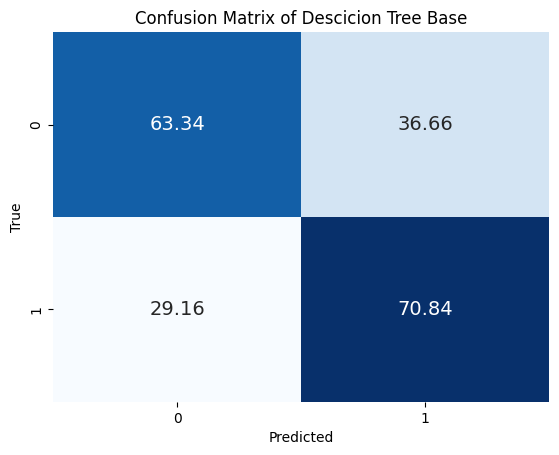 Confusion Matrix of Descicion Tree Base
True
0
63.34
36.66
1
29.16
70.84
0
1
Predicted